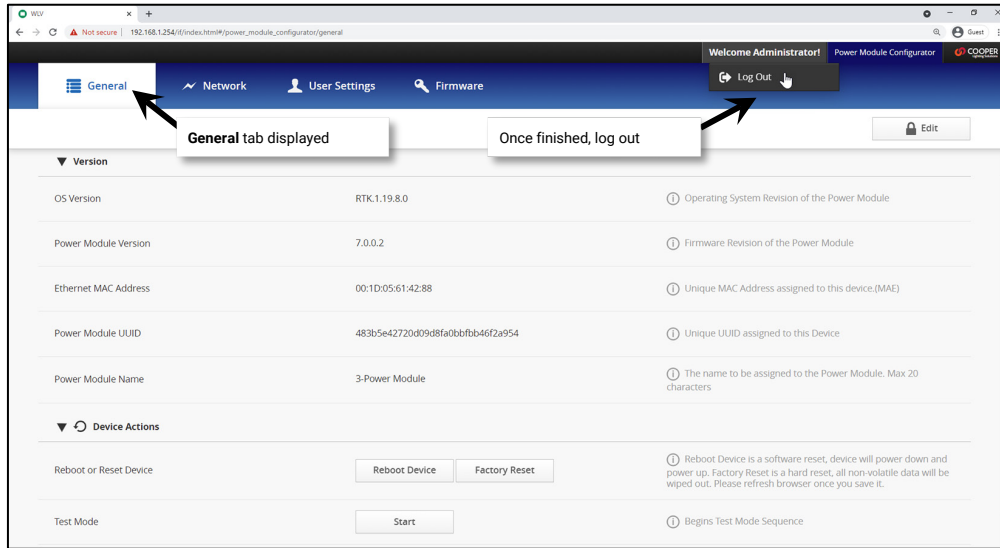 WLV
Not secure
192.168.1.254/if/index.html#/power_module_configurator/general
Guest
Welcome Administrator!
Power Module Configurator
COOPER
Lighting Solutions
General
Network
User Settings
Firmware
Log Out
General tab displayed
Once finished, log out
Edit
Version
OS Version
RTK.1.19.8.0
Operating System Revision of the Power Module
Power Module Version
7.0.0.2
Firmware Revision of the Power Module
Ethernet MAC Address
00:1D:05:61:42:88
Unique MAC Address assigned to this device.(MAE)
Power Module UUID
483b5e42720d09d8fa0bbfbb46f2a954
Unique UUID assigned to this Device
Power Module Name
3-Power Module
The name to be assigned to the Power Module. Max 20
characters
Device Actions
Reboot or Reset Device
Reboot Device
Factory Reset
Reboot Device is a software reset, device will power down and
power up. Factory Reset is a hard reset, all non-volatile data will be
wiped out. Please refresh browser once you save it.
Test Mode
Start
Begins Test Mode Sequence